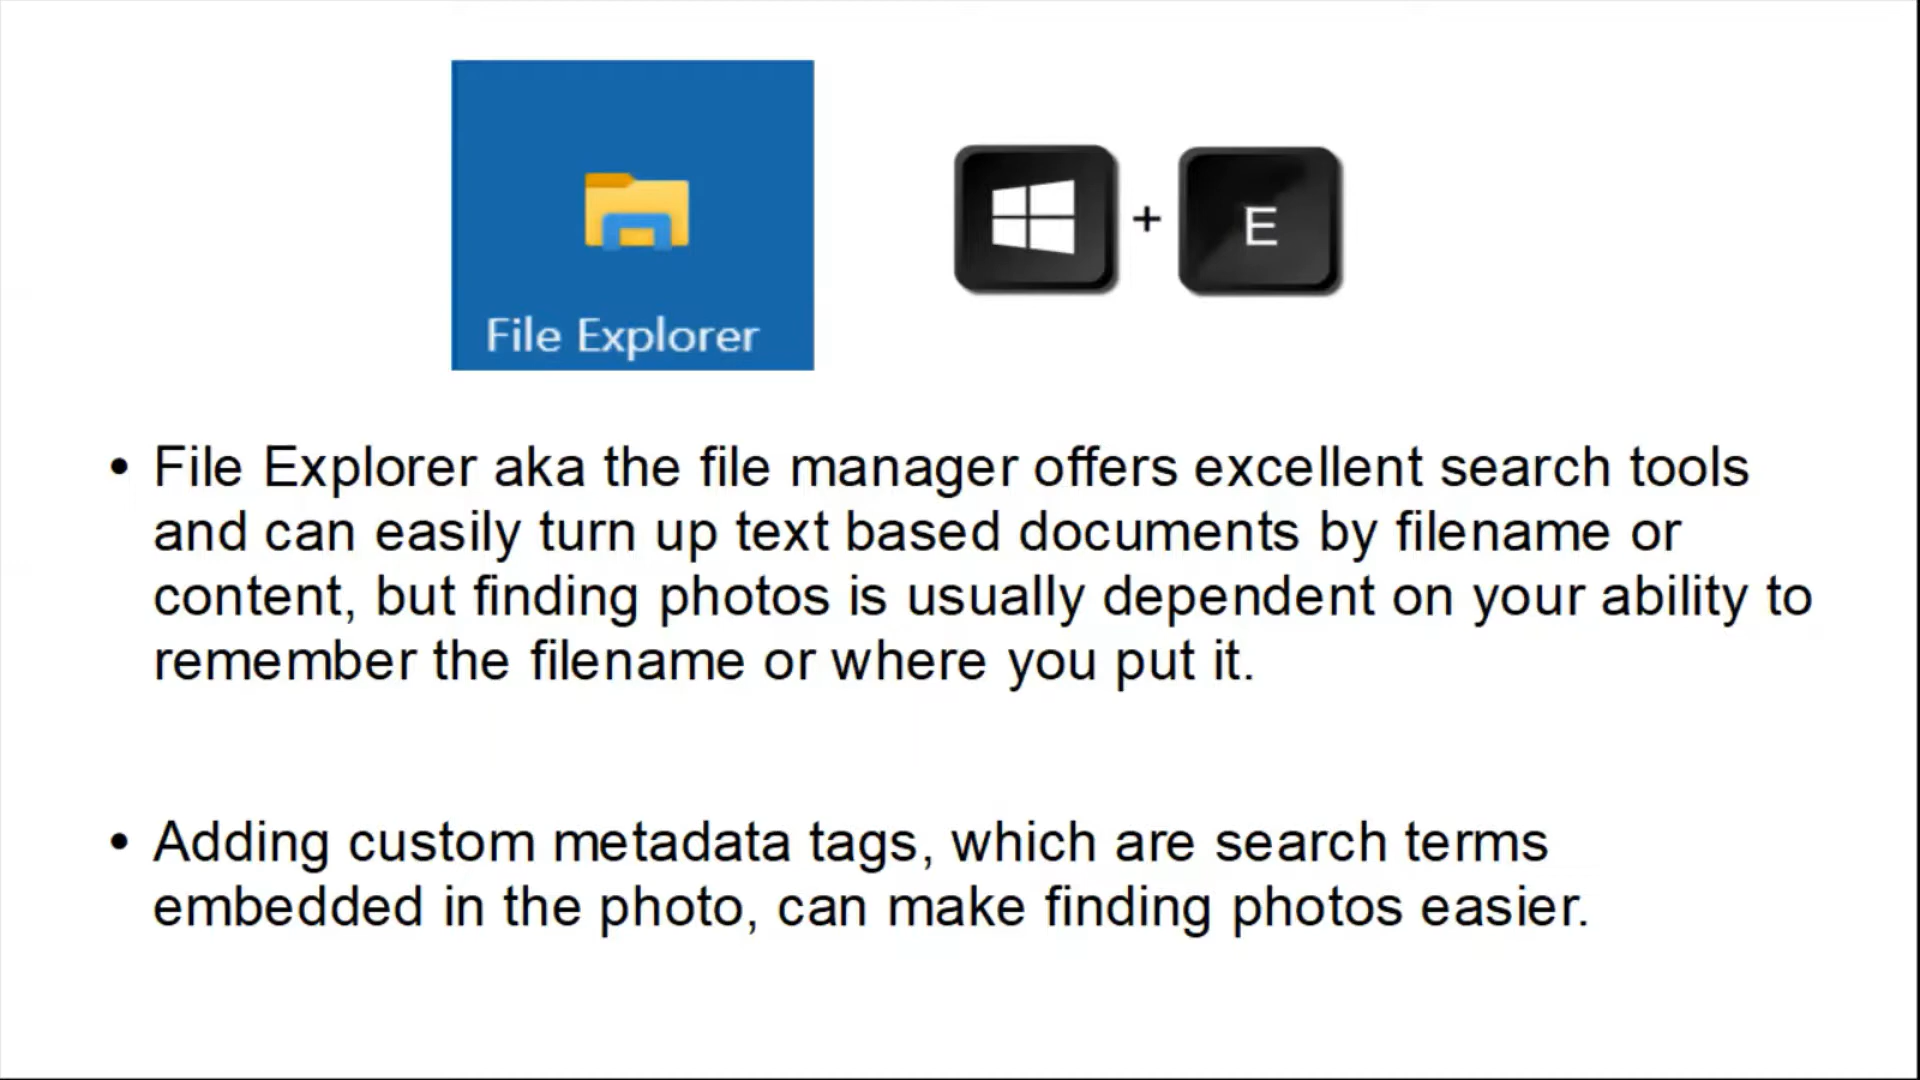 File Explorer
+ E
• File Explorer aka the file manager offers excellent search tools
and can easily turn up text based documents by filename or
content, but finding photos is usually dependent on your ability to
remember the filename or where you put it.
• Adding custom metadata tags, which are search terms
embedded in the photo, can make finding photos easier.